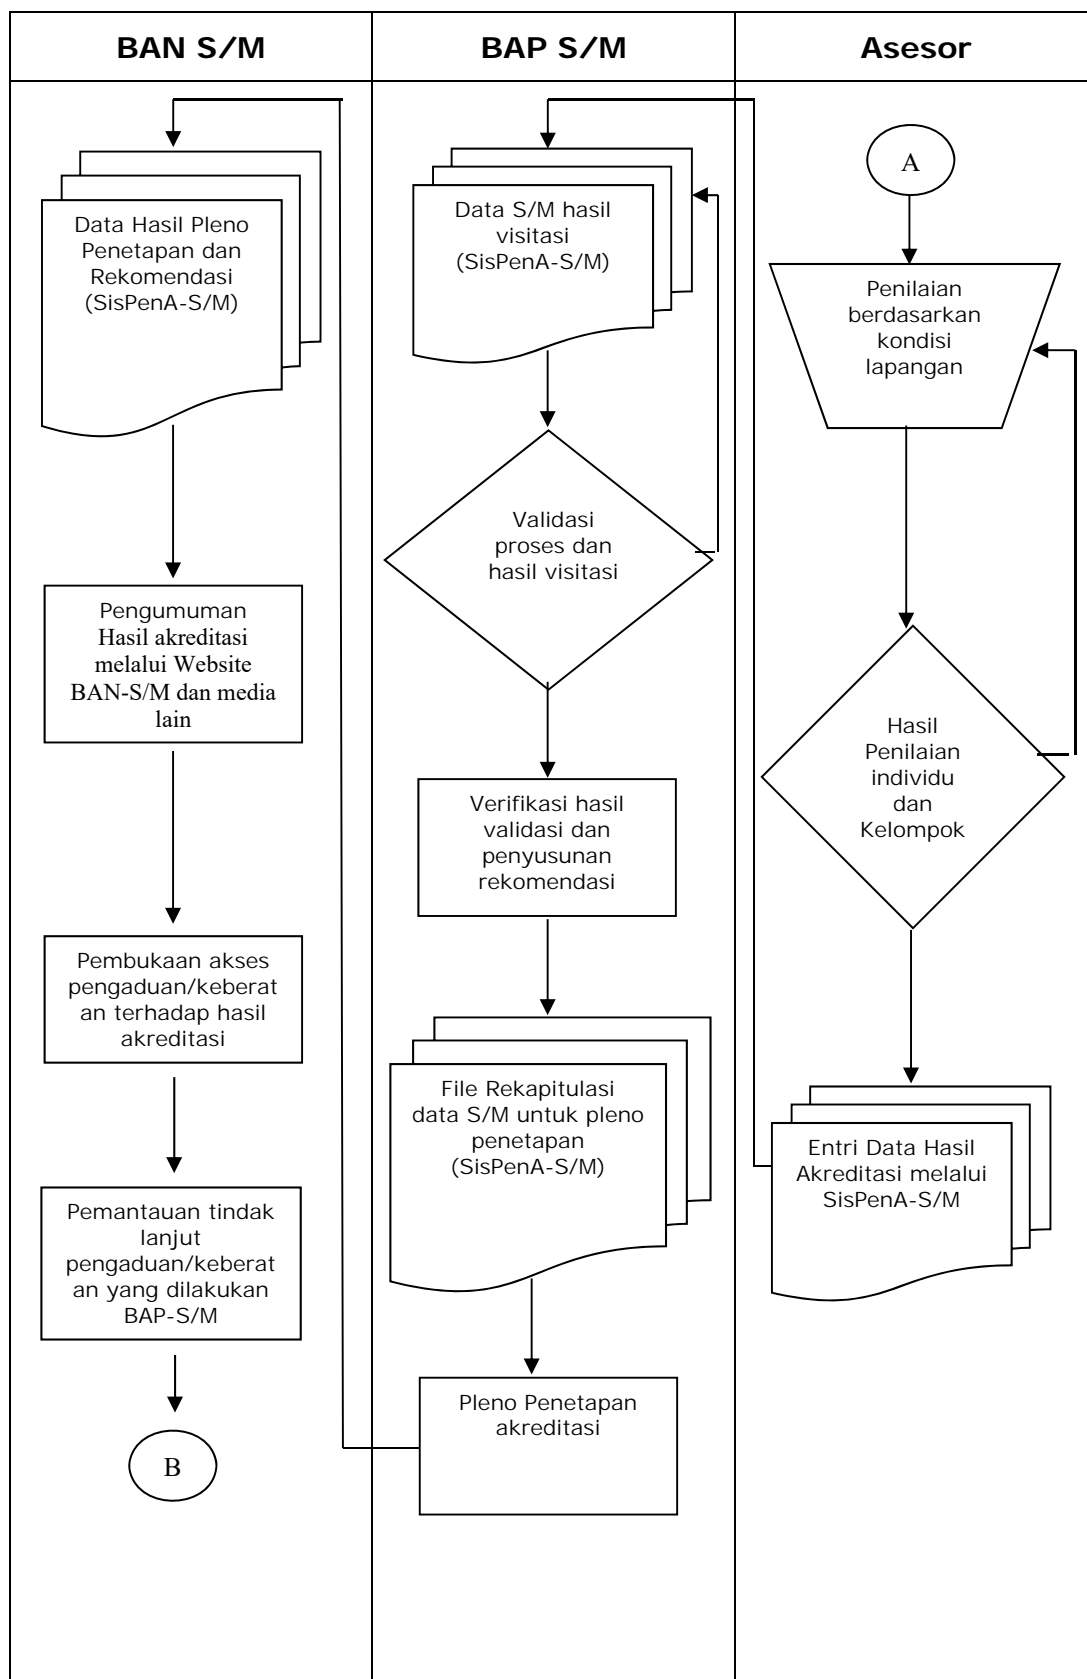 BAN S/M
BAP S/M
Asesor
Data Hasil Pleno
Penetapan dan
Rekomendasi
(SisPenA-S/M)
Pengumuman
Hasil akreditasi
melalui Website
BAN-S/M dan media
lain
Pembukaan akses
pengaduan/keberat
an terhadap hasil
akreditasi
Pemantauan tindak
lanjut
pengaduan/keberat
an yang dilakukan
BAP-S/M
B
Data S/M hasil
visitasi
(SisPenA-S/M)
Validasi
proses dan
hasil visitasi
Verifikasi hasil
validasi dan
penyusunan
rekomendasi
File Rekapitulasi
data S/M untuk pleno
penetapan
(SisPenA-S/M)
Pleno Penetapan
akreditasi
A
Penilaian
berdasarkan
kondisi
lapangan
Hasil
Penilaian
individu
dan
Kelompok
Entri Data Hasil
Akreditasi melalui
SisPenA-S/M